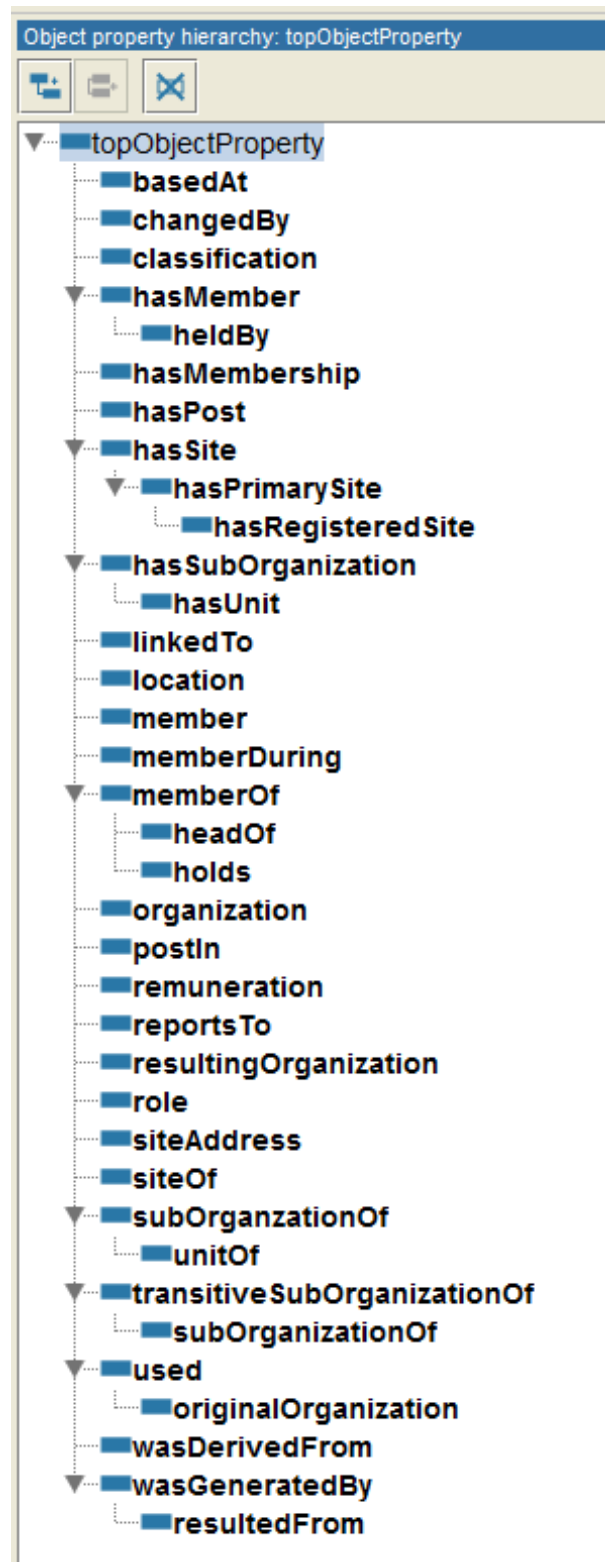 Object property hierarchy: topObjectProperty
topObjectProperty
basedAt
changedBy
classification
hasMember
heldBy
hasMembership
hasPost
hasSite
hasPrimarySite
hasRegisteredSite
hasSubOrganization
hasUnit
linkedTo
location
member
memberDuring
memberOf
headOf
holds
organization
postIn
remuneration
reportsTo
resultingOrganization
role
siteAddress
siteOf
subOrganzationOf
unitOf
transitiveSubOrganizationOf
subOrganizationOf
used
originalOrganization
wasDerivedFrom
wasGeneratedBy
resultedFrom